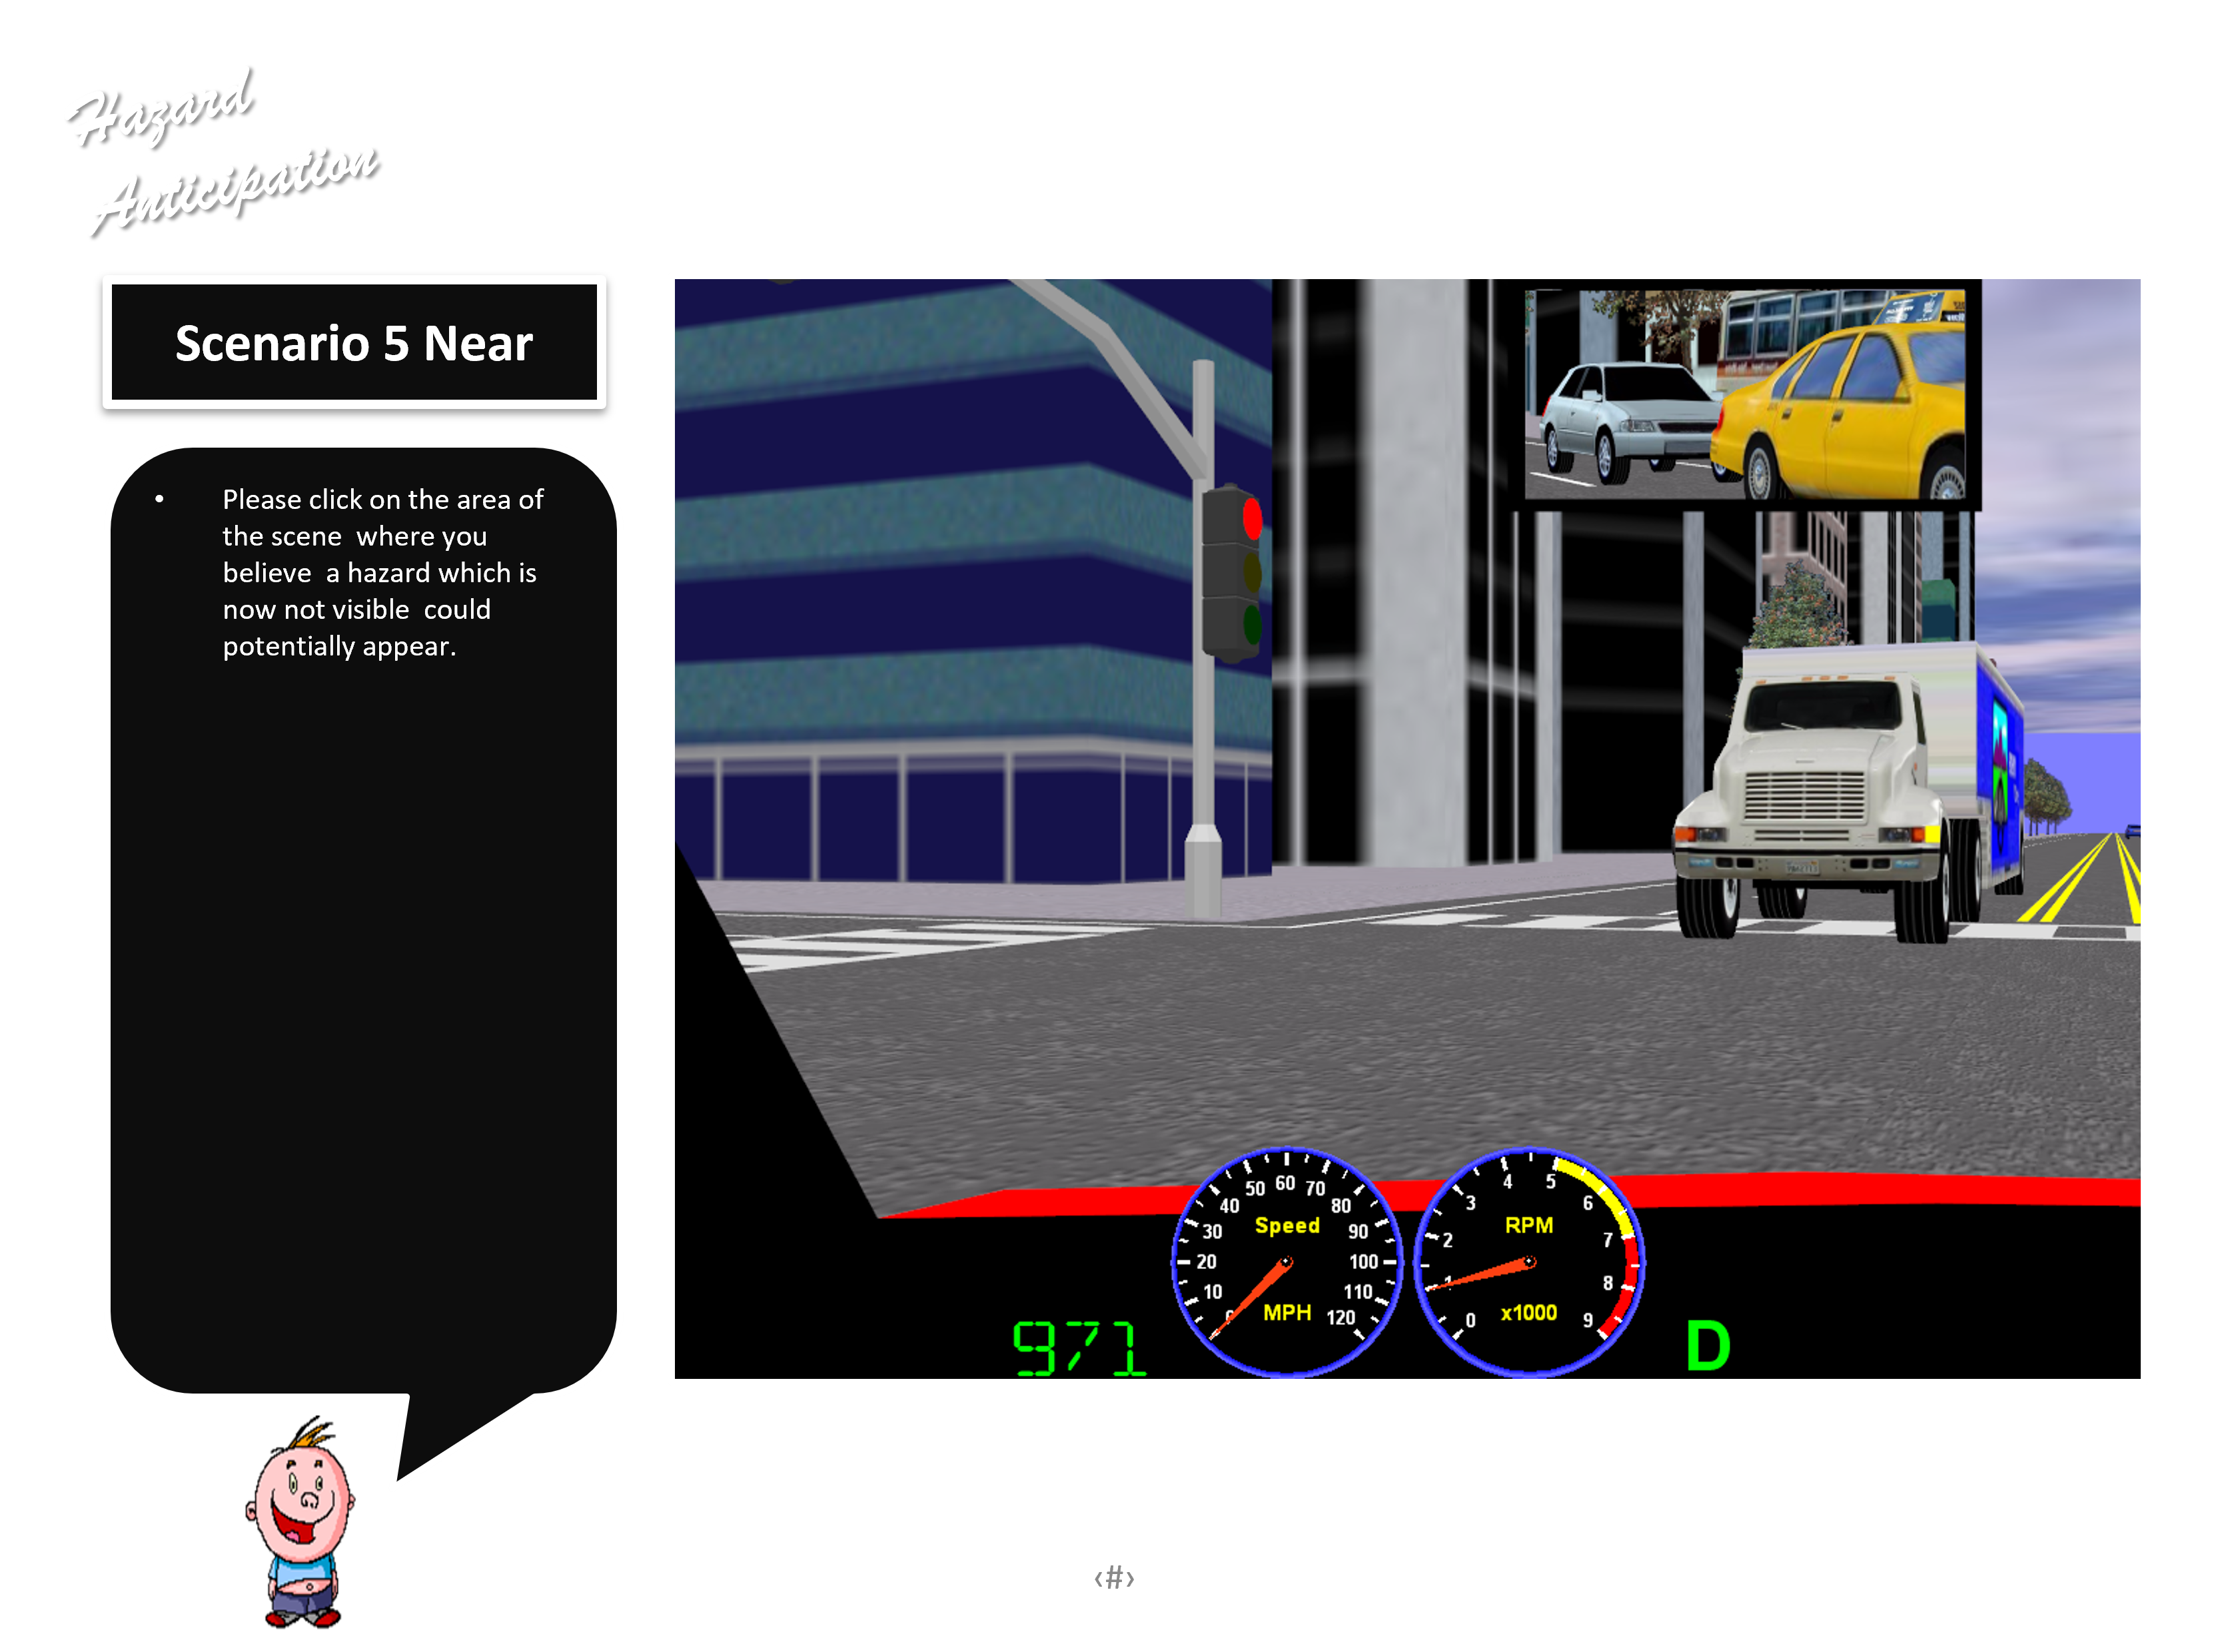 Hazard
Anticipation
Scenario 5 Near
• Please click on the area of
the scene where you
believe a hazard which is
now not visible could
potentially appear.
0 10 20 30 40 50 60 70 80 90 100 110 120
Speed
MPH
0 1 2 3 4 5 6 7 8 9
RPM
x1000
971
D
‹#›